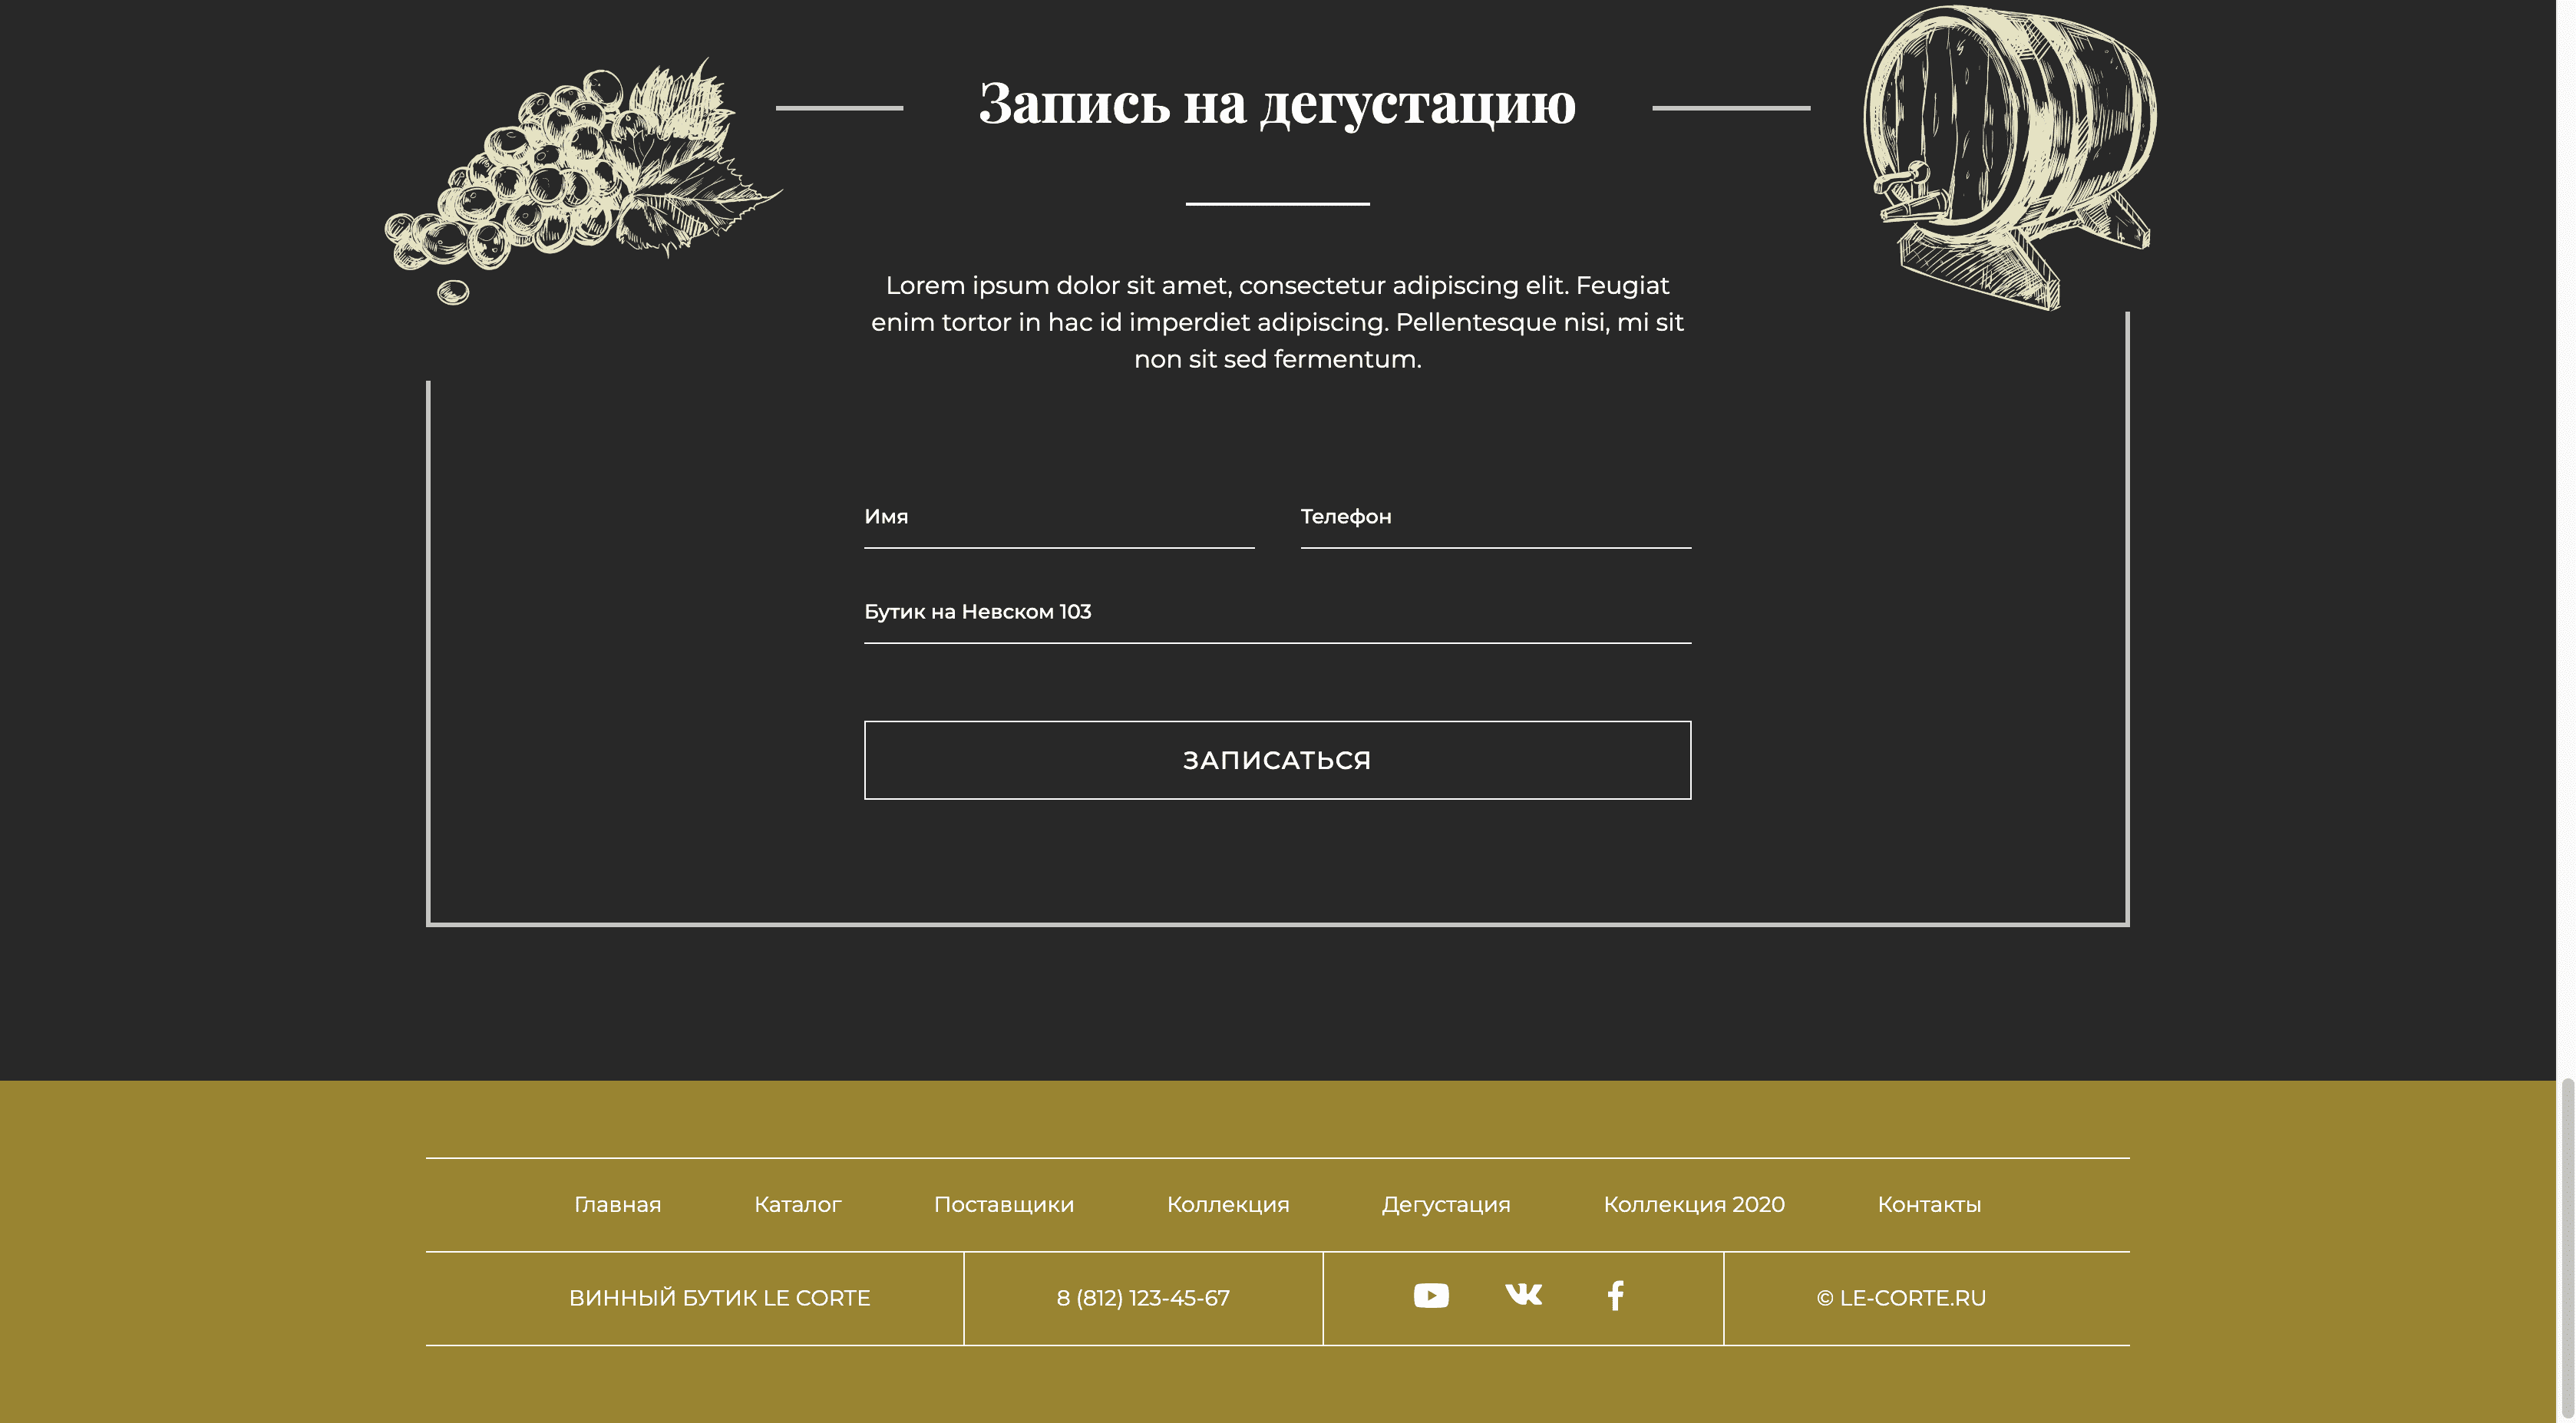 Запись на дегустацию
Lorem ipsum dolor sit amet, consectetur adipiscing elit. Feugiat
enim tortor in hac id imperdiet adipiscing. Pellentesque nisi, mi sit
non sit sed fermentum.
Имя
Телефон
Бутик на Невском 103
ЗАПИСАТЬСЯ
Главная Каталог Поставщики Коллекция Дегустация Коллекция 2020 Контакты
ВИННЫЙ БУТИК LE CORTE
8 (812) 123-45-67
© LE-CORTE.RU